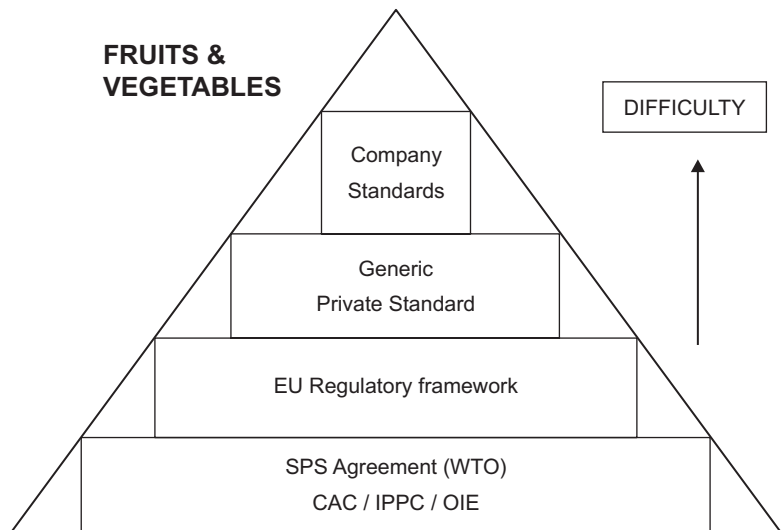 FRUITS &
VEGETABLES
DIFFICULTY
Company
Standards
Generic
Private Standard
EU Regulatory framework
SPS Agreement (WTO)
CAC / IPPC / OIE